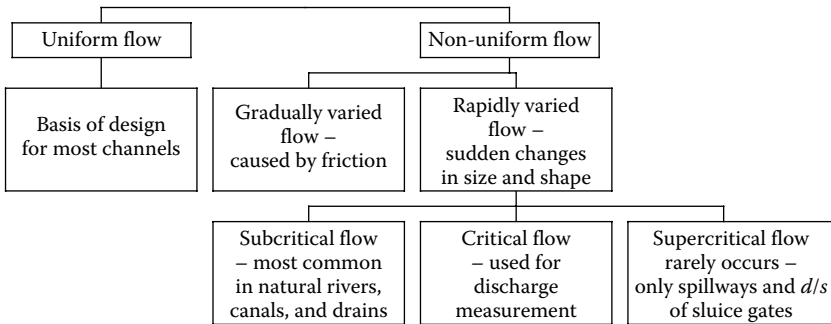 Uniform flow
Non-uniform flow
Basis of design
for most channels
Gradually varied
flow –
caused by friction
Rapidly varied
flow –
sudden changes
in size and shape
Subcritical flow
– most common
in natural rivers,
canals, and drains
Critical flow
– used for
discharge
measurement
Supercritical flow
rarely occurs –
only spillways and d/s
of sluice gates